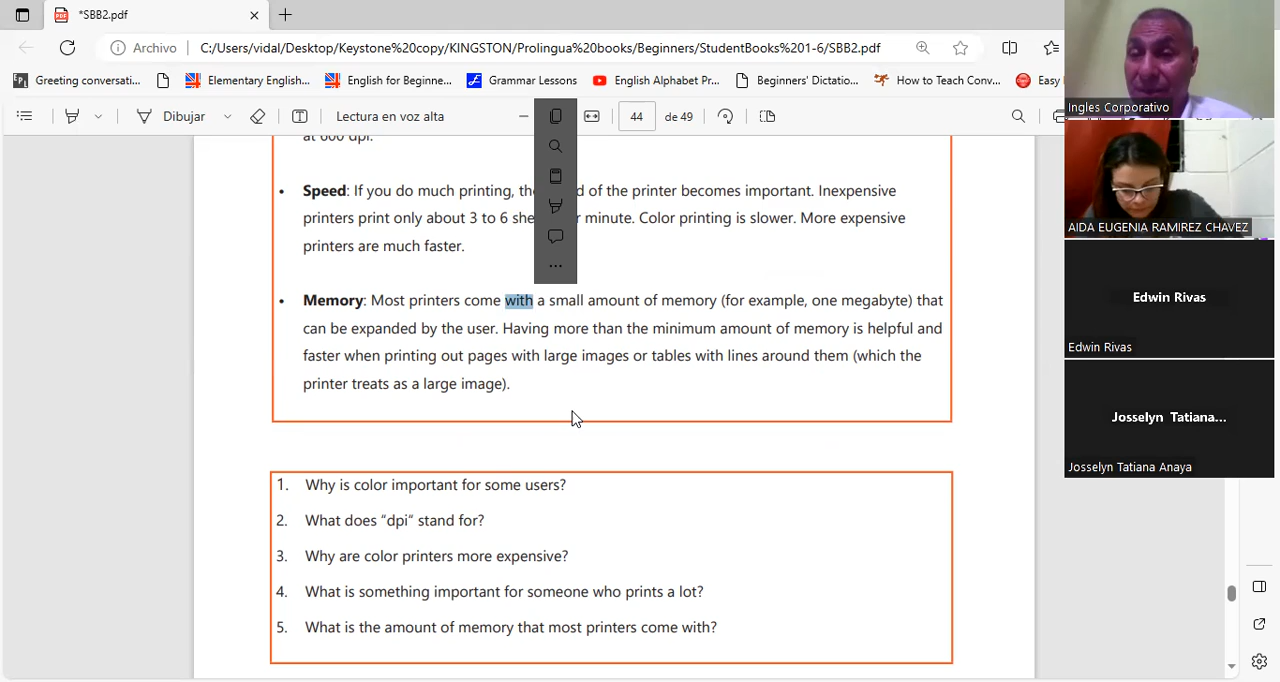 *SBB2.pdf
Archivo
C:/Users/vidal/Desktop/Keystone%20copy/KINGSTON/Prolingua%20books/Beginners/StudentBooks%201-6/SBB2.pdf
Greeting conversati...
Elementary English...
English for Beginne...
Grammar Lessons
English Alphabet Pr...
Beginners' Dictatio...
How to Teach Conv...
Easy
Dibujar
Lectura en voz alta
44
de 49
at 600 dpi.
• Speed: If you do much printing, the d of the printer becomes important. Inexpensive
printers print only about 3 to 6 she r minute. Color printing is slower. More expensive
printers are much faster.
• Memory: Most printers come with a small amount of memory (for example, one megabyte) that
can be expanded by the user. Having more than the minimum amount of memory is helpful and
faster when printing out pages with large images or tables with lines around them (which the
printer treats as a large image).
1. Why is color important for some users?
2. What does “dpi“ stand for?
3. Why are color printers more expensive?
4. What is something important for someone who prints a lot?
5. What is the amount of memory that most printers come with?
Ingles Corporativo
AIDA EUGENIA RAMIREZ CHAVEZ
Edwin Rivas
Edwin Rivas
Josselyn Tatiana...
Josselyn Tatiana Anaya